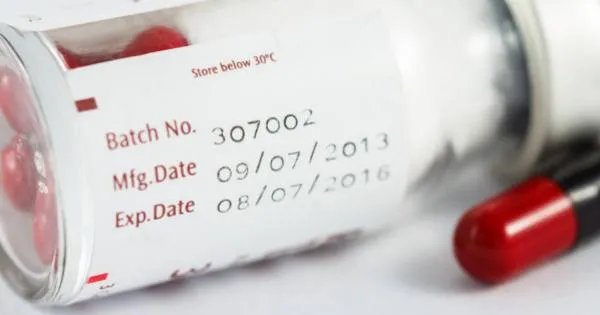 Store below 30°C
Batch No. 307002
Mfg.Date 09/07/2013
Exp.Date 08/07/2016